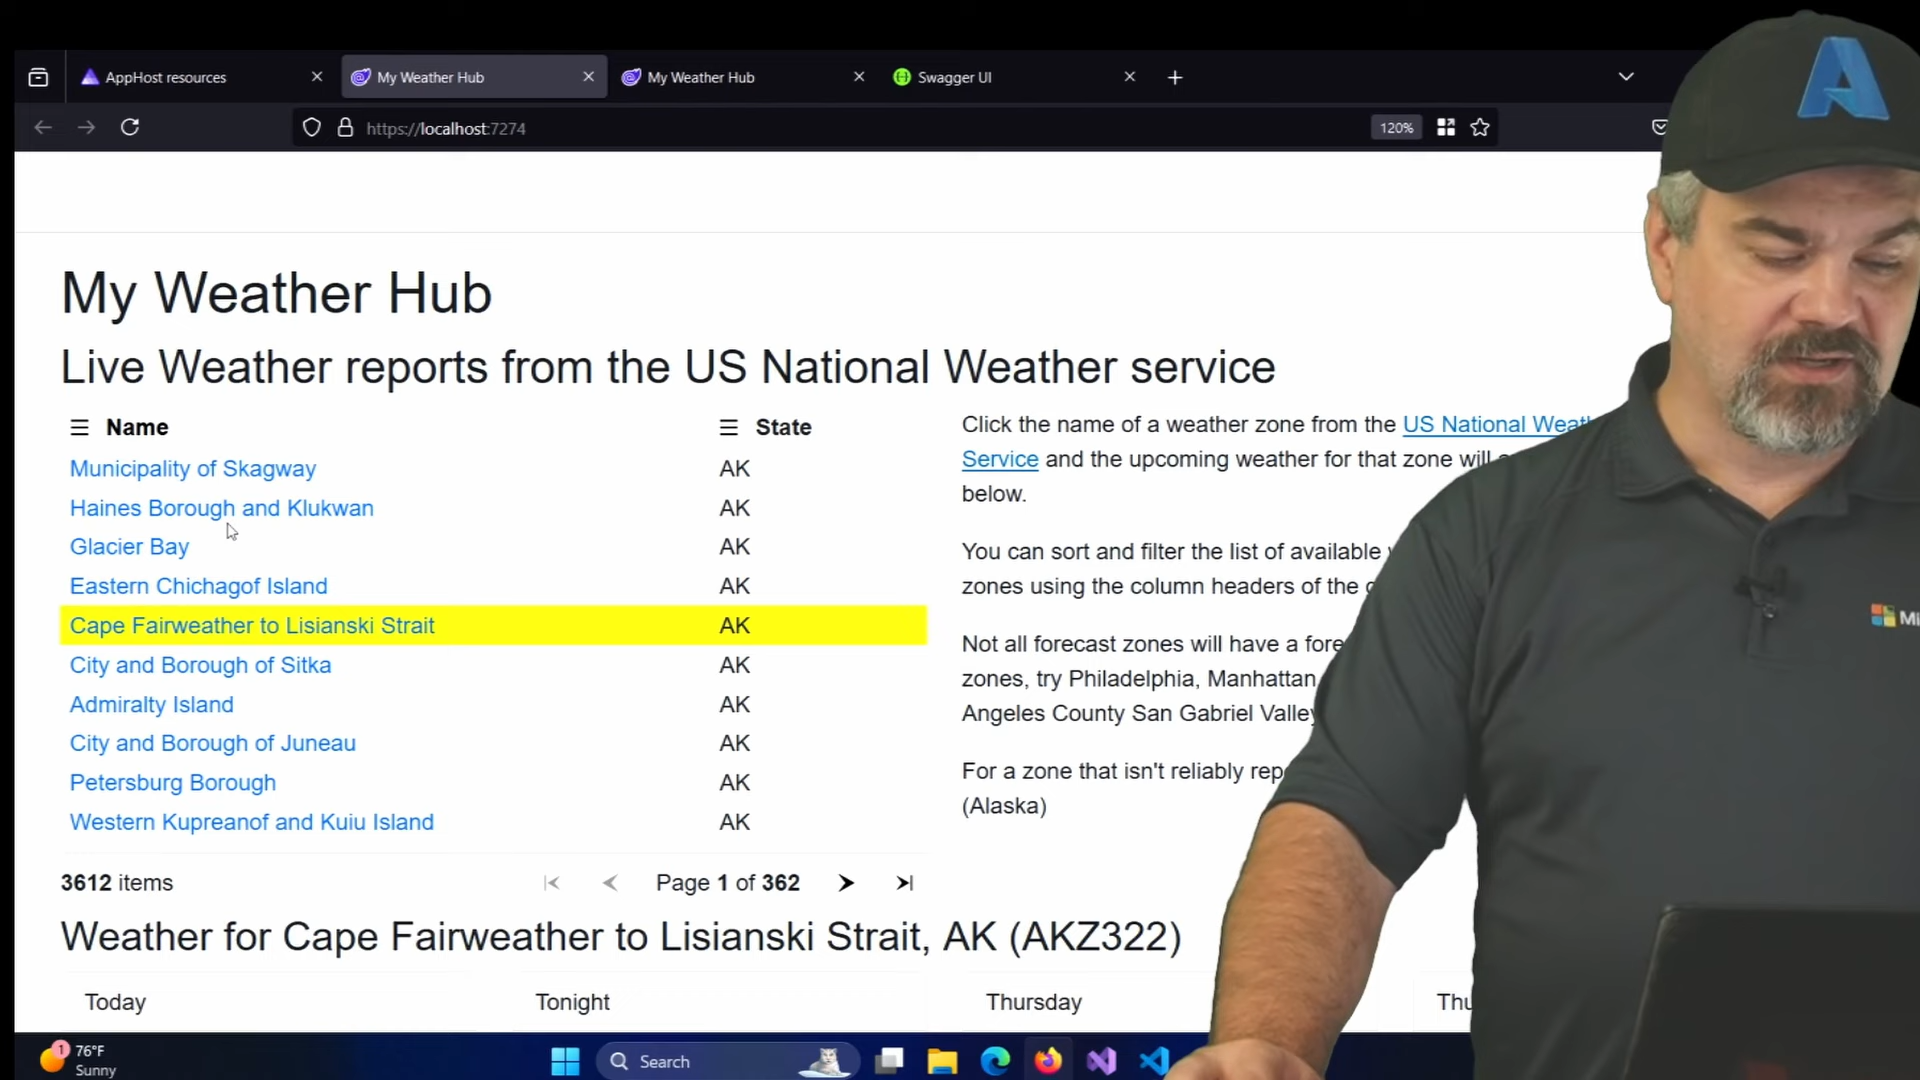 AppHost resources
My Weather Hub
My Weather Hub
Swagger UI
https://localhost:7274
120%
My Weather Hub
Live Weather reports from the US National Weather service
Name State
Municipality of Skagway AK
Haines Borough and Klukwan AK
Glacier Bay AK
Eastern Chichagof Island AK
Cape Fairweather to Lisianski Strait AK
City and Borough of Sitka AK
Admiralty Island AK
City and Borough of Juneau AK
Petersburg Borough AK
Western Kupreanof and Kuiu Island AK
3612 items Page 1 of 362
Click the name of a weather zone from the US National
Service and the upcoming weather for that zone will
below.
You can sort and filter the list of available
zones using the column headers of the
Not all forecast zones will have a
zones, try Philadelphia, Manhattan
Angeles County San Gabriel Valley
For a zone that isn't reliably
(Alaska)
Weather for Cape Fairweather to Lisianski Strait, AK (AKZ322)
Today Tonight Thursday
1
76°F
Sunny
Search